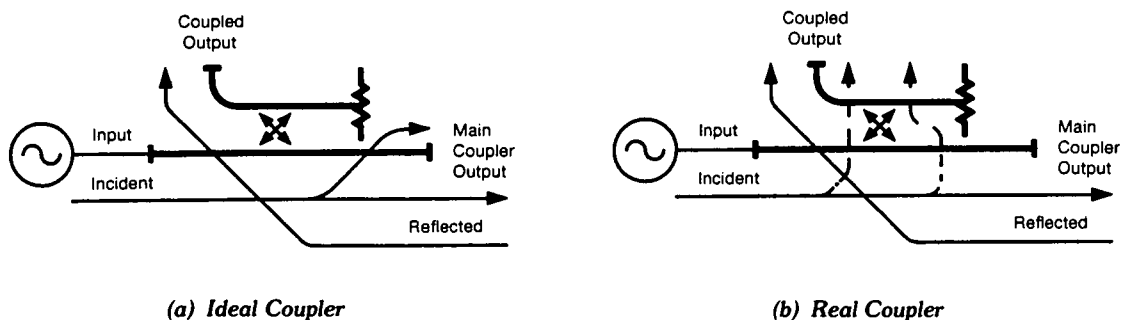 Coupled
Output
Input
Main
Coupler
Output
Incident
Reflected
(a) Ideal Coupler
Coupled
Output
Input
Main
Coupler
Output
Incident
Reflected
(b) Real Coupler